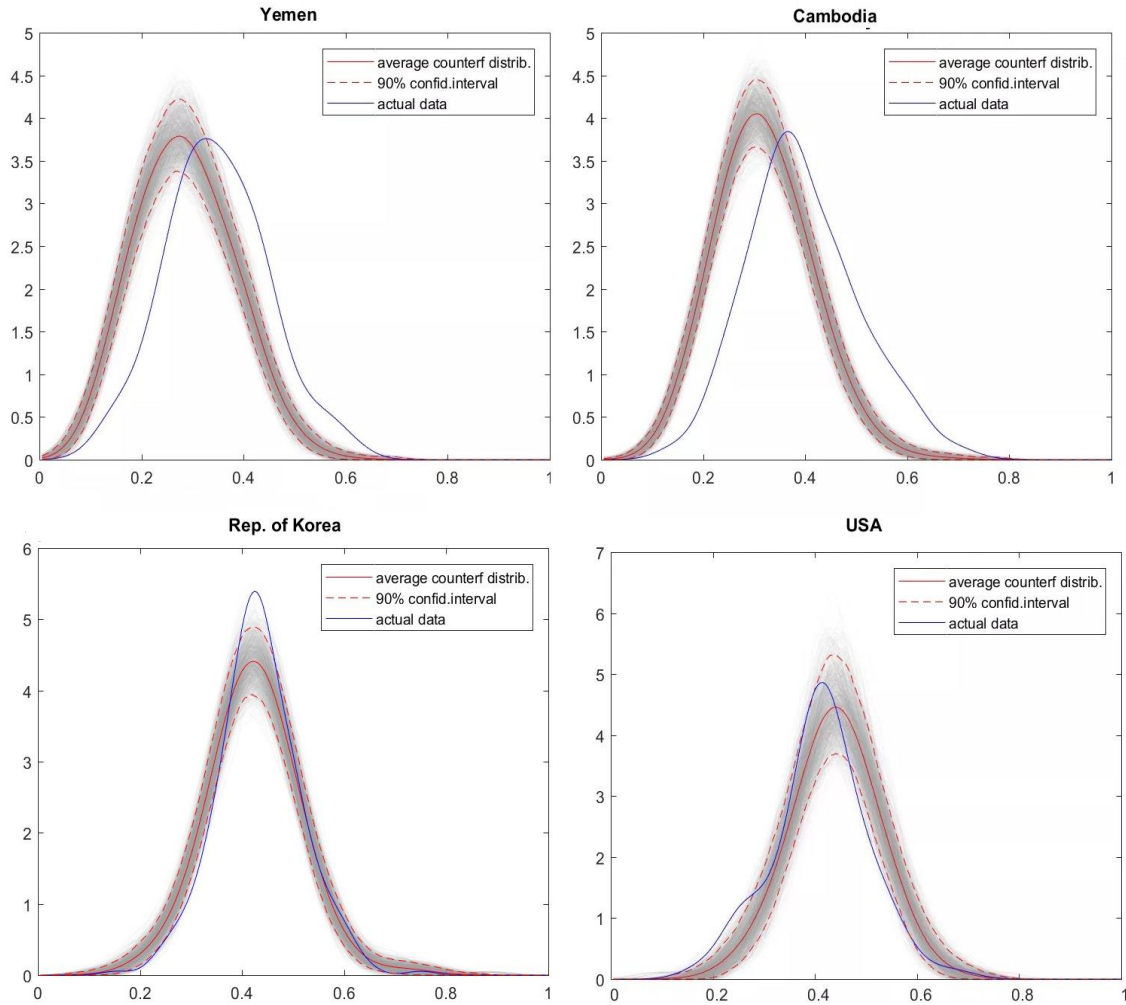 Yemen
5
4.5
4
3.5
3
2.5
2
1.5
1
0.5
0
0 0.2 0.4 0.6 0.8 1
average counterf distrib.
90% confid.interval
actual data
Cambodia
5
4.5
4
3.5
3
2.5
2
1.5
1
0.5
0
0 0.2 0.4 0.6 0.8 1
average counterf distrib.
90% confid.interval
actual data
Rep. of Korea
6
5
4
3
2
1
0
0 0.2 0.4 0.6 0.8 1
average counterf distrib.
90% confid.interval
actual data
USA
7
6
5
4
3
2
1
0
0 0.2 0.4 0.6 0.8 1
average counterf distrib.
90% confid.interval
actual data